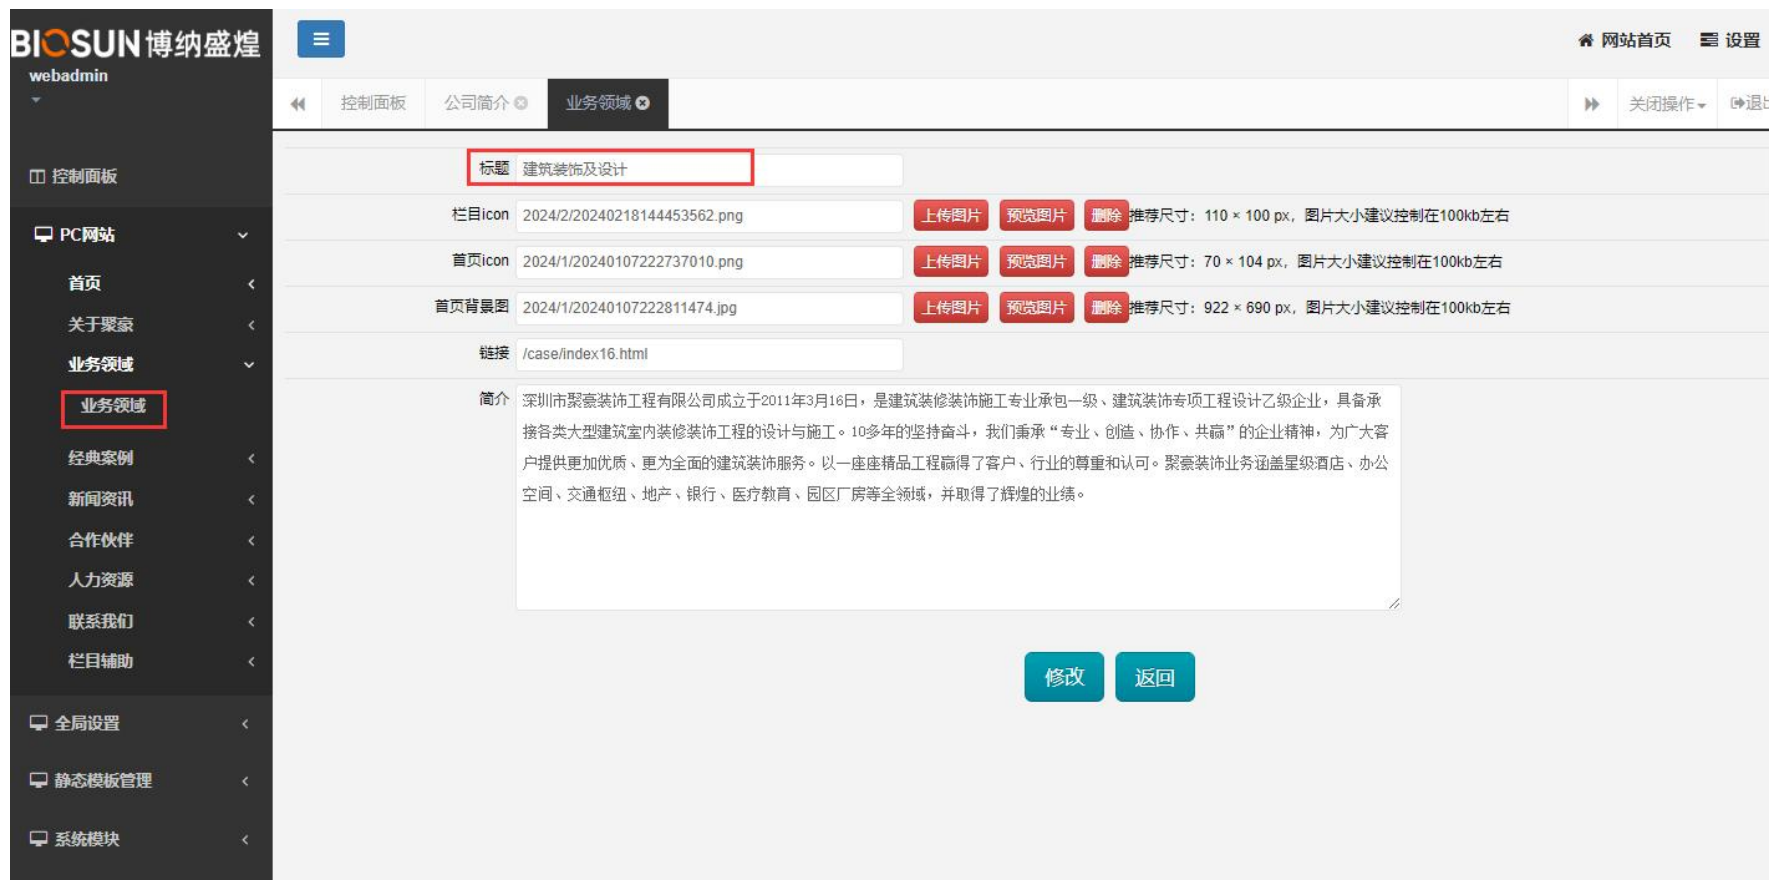 BIOSUN博纳盛煌
webadmin
网站首页
设置
控制面板
公司简介
业务领域
关闭操作
控制面板
PC网站
首页
关于聚豪
业务领域
业务领域
经典案例
新闻资讯
合作伙伴
人力资源
联系我们
栏目辅助
全局设置
静态模板管理
系统模块
标题 建筑装饰及设计
栏目icon 2024/2/20240218144453562.png 上传图片 预览图片 删除 推荐尺寸：110 × 100 px，图片大小建议控制在100kb左右
首页icon 2024/1/20240107222737010.png 上传图片 预览图片 删除 推荐尺寸：70 × 104 px，图片大小建议控制在100kb左右
首页背景图 2024/1/20240107222811474.jpg 上传图片 预览图片 删除 推荐尺寸：922 × 690 px，图片大小建议控制在100kb左右
链接 /case/index16.html
简介 深圳市聚豪装饰工程有限公司成立于2011年3月16日，是建筑装修装饰施工专业承包一级、建筑装饰专项工程设计乙级企业，具备承
接各类大型建筑室内装修装饰工程的设计与施工。10多年的坚持奋斗，我们秉承“专业、创造、协作、共赢”的企业精神，为广大客
户提供更加优质、更为全面的建筑装饰服务。以一座座精品工程赢得了客户、行业的尊重和认可。聚豪装饰业务涵盖星级酒店、办公
空间、交通枢纽、地产、银行、医疗教育、园区厂房等全领域，并取得了辉煌的业绩。
修改 返回